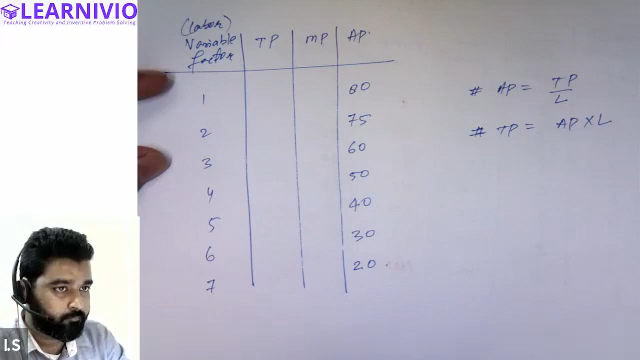 LEARNIVIO
Teaching Creativity and Inventive Problem Solving
(Labor)
Variable factor TP MP AP.
1 80
2 75
3 60
4 50
5 40
6 30
7 20
# AP = TP / L
# TP = AP X L
I.S